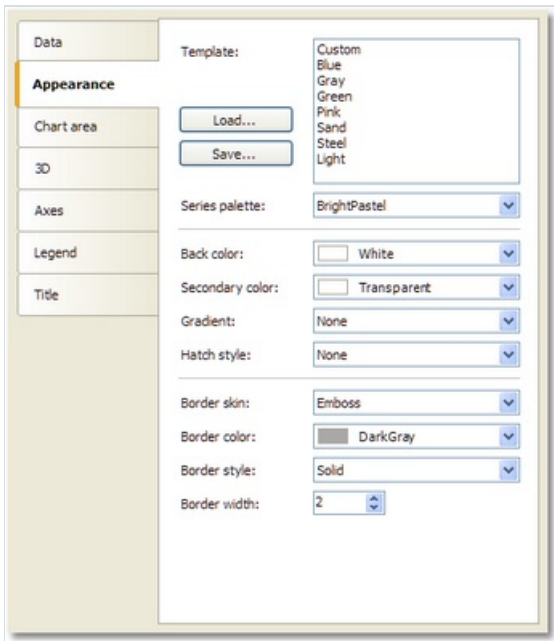 Data
Appearance
Chart area
3D
Axes
Legend
Title
Template:
Custom
Blue
Gray
Green
Pink
Sand
Steel
Light
Load...
Save...
Series palette: BrightPastel
Back color: White
Secondary color: Transparent
Gradient: None
Hatch style: None
Border skin: Emboss
Border color: DarkGray
Border style: Solid
Border width: 2